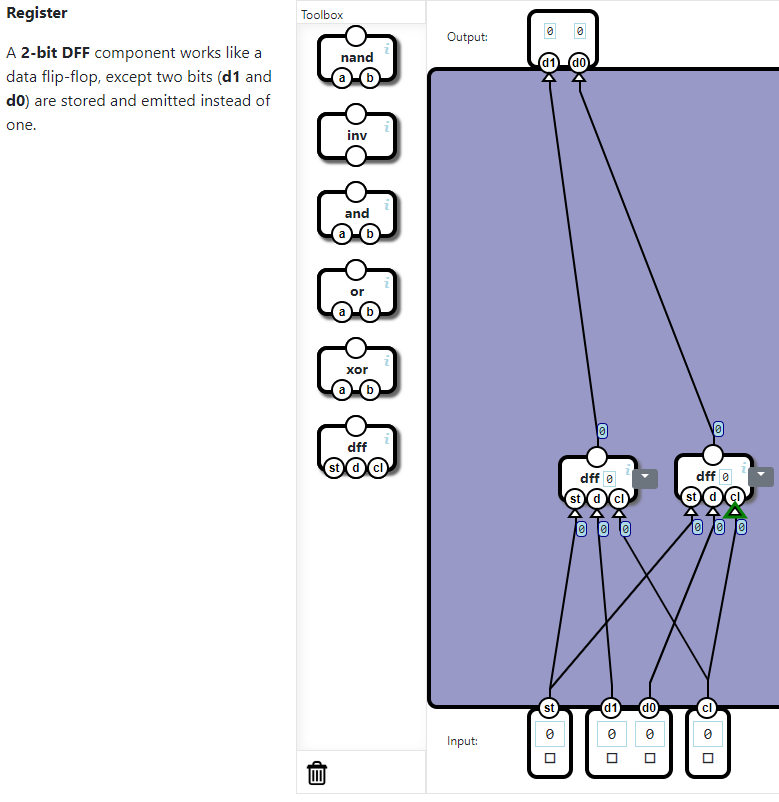 Register
A 2-bit DFF component works like a
data flip-flop, except two bits (d1 and
d0) are stored and emitted instead of
one.
Toolbox
nand
a b
inv
and
a b
or
a b
xor
a b
dff
st d cl
Output:
0 0
d1 d0
0 0
dff 0 dff 0
st d cl st d cl
0 0 0 0 0 0
st d1 d0 cl
Input:
0 0 0 0